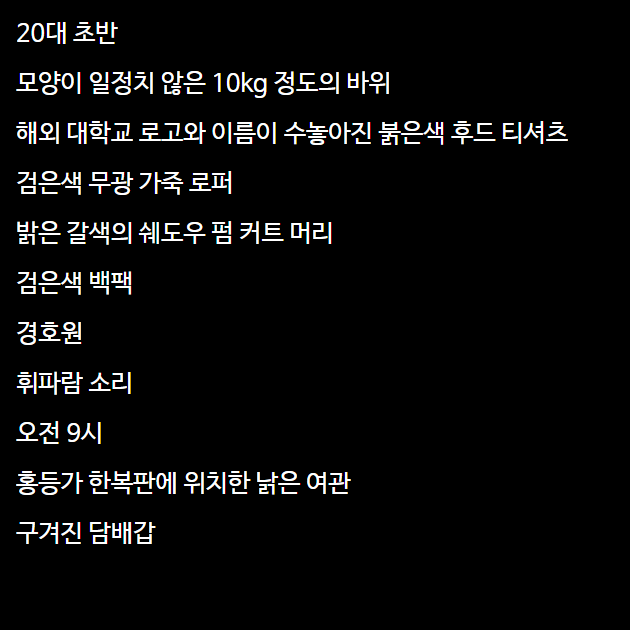 20대 초반
모양이 일정치 않은 10kg 정도의 바위
해외 대학교 로고와 이름이 수놓아진 붉은색 후드 티셔츠
검은색 무광 가죽 로퍼
밝은 갈색의 쉐도우 펌 커트 머리
검은색 백팩
경호원
휘파람 소리
오전 9시
홍등가 한복판에 위치한 낡은 여관
구겨진 담배갑